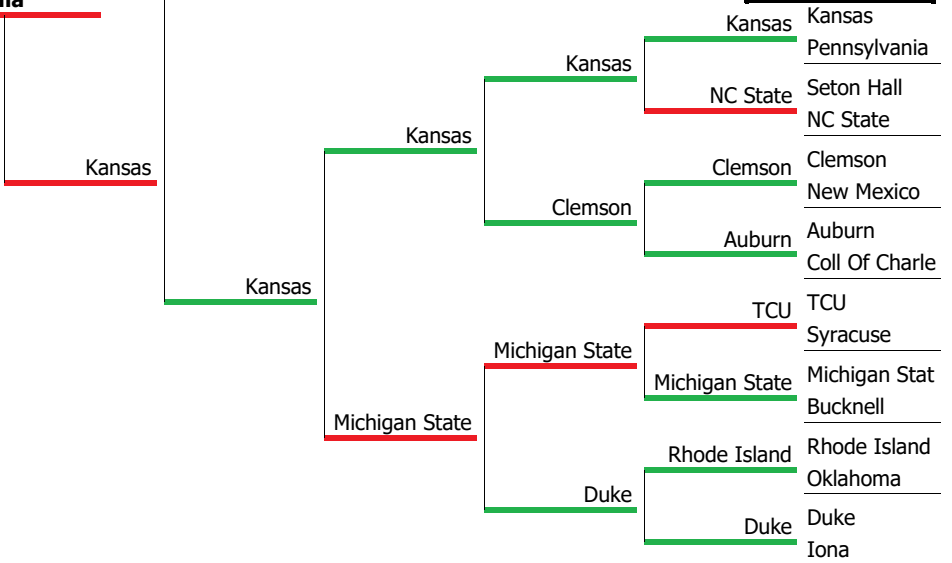 Kansas
Kansas
Pennsylvania
Kansas
NC State
Seton Hall
NC State
Kansas
Kansas
Clemson
Clemson
New Mexico
Clemson
Auburn
Auburn
Coll Of Charle
Kansas
TCU
TCU
Syracuse
Michigan State
Michigan State
Michigan Stat
Bucknell
Michigan State
Rhode Island
Rhode Island
Oklahoma
Duke
Duke
Duke
Iona